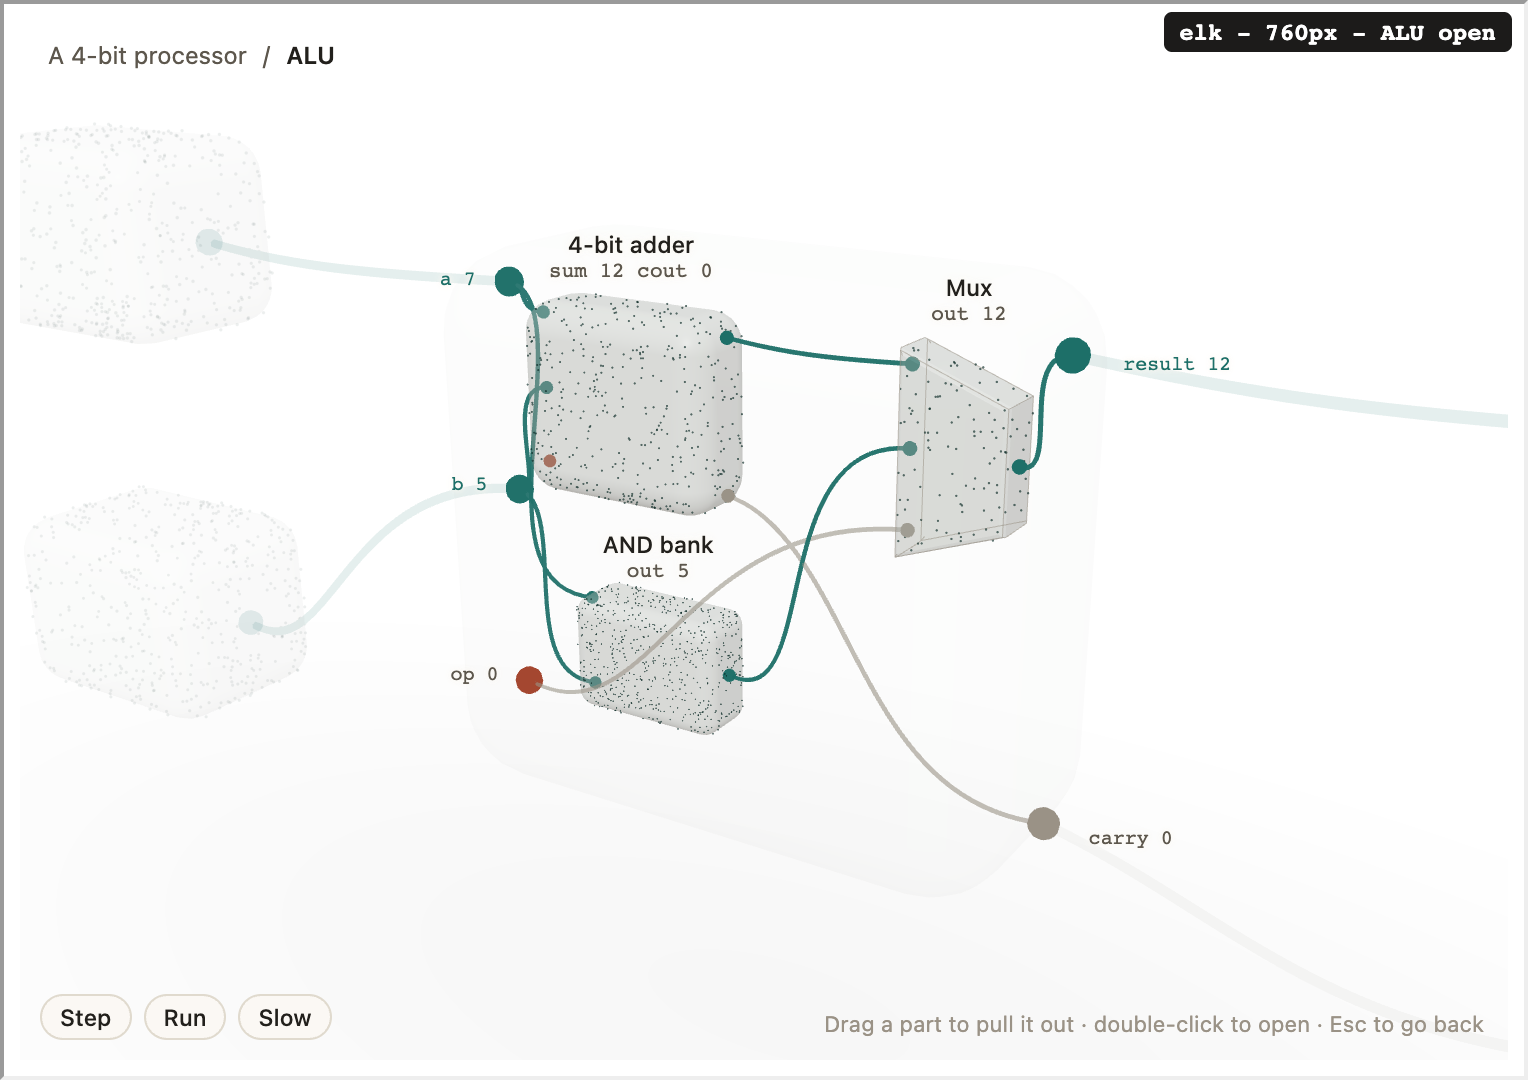 elk – 760px – ALU open
A 4-bit processor / ALU
4-bit adder
sum 12 cout 0
a 7
Mux
out 12
result 12
b 5
AND bank
out 5
op 0
carry 0
Step Run Slow
Drag a part to pull it out · double-click to open · Esc to go back